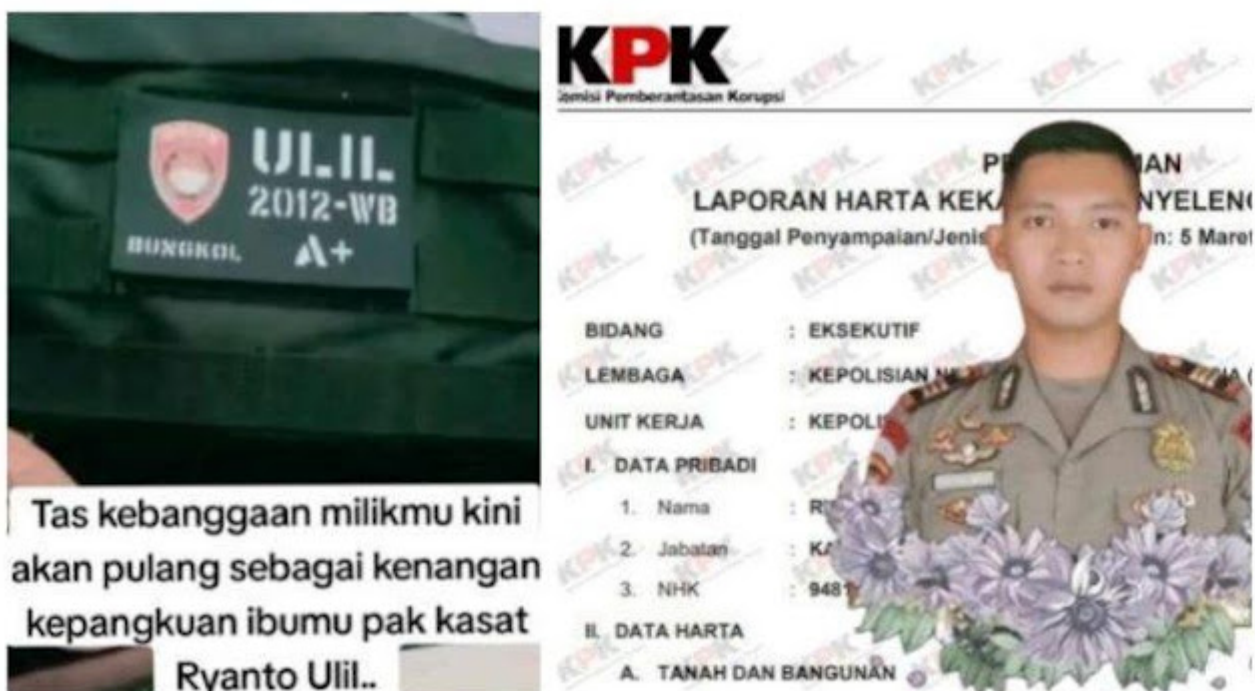 ULIL
2012-WB
BUNGKOL A+
Tas kebanggaan milikmu kini
akan pulang sebagai kenangan
kepangkuan ibumu pak kasat
Ryanto Ulil..
KPK
Komisi Pemberantasan Korupsi
LAPORAN HARTA
(Tanggal Penyampaian/Jenis n: 5 Maret
BIDANG : EKSEKUTIF
LEMBAGA : KEPOLISIAN
UNIT KERJA :
I. DATA PRIBADI
1. Nama :
2. Jabatan :
3. NHK : 9481
II. DATA HARTA
A. TANAH DAN BANGUNAN